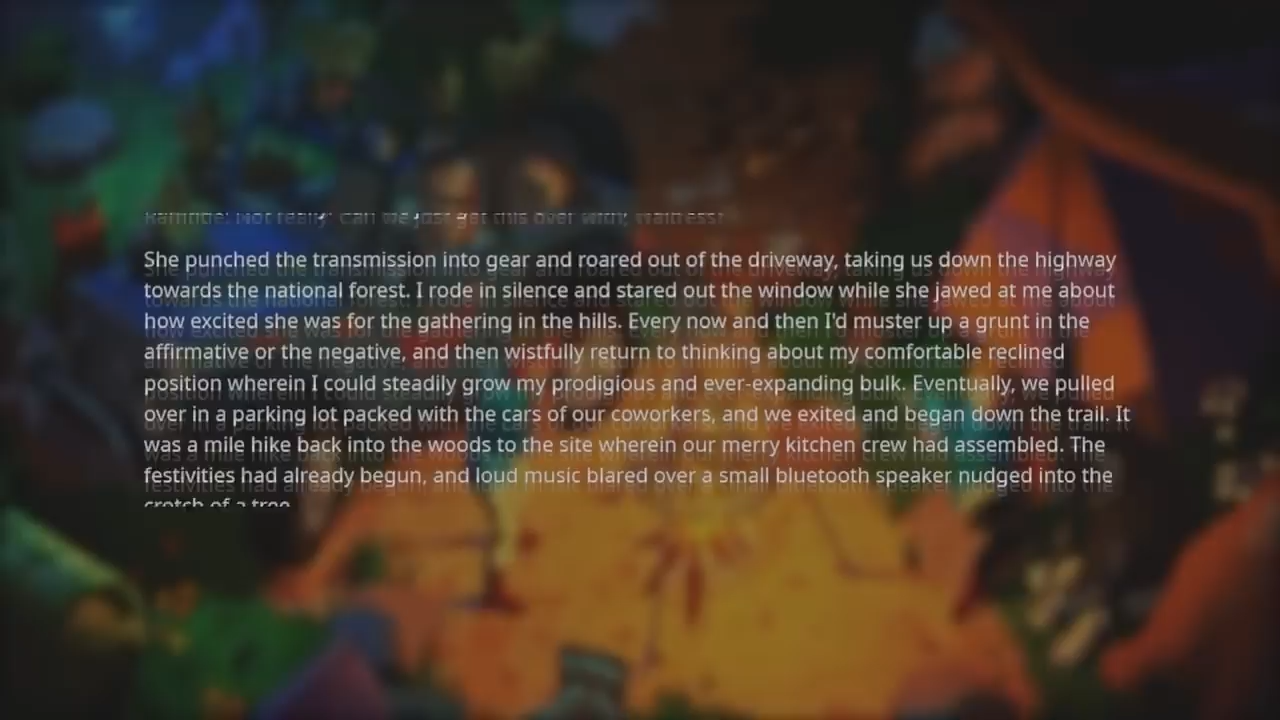 She punched the transmission into gear and roared out of the driveway, taking us down the highway
towards the national forest. I rode in silence and stared out the window while she jawed at me about
how excited she was for the gathering in the hills. Every now and then I'd muster up a grunt in the
affirmative or the negative, and then wistfully return to thinking about my comfortable reclined
position wherein I could steadily grow my prodigious and ever-expanding bulk. Eventually, we pulled
over in a parking lot packed with the cars of our coworkers, and we exited and began down the trail. It
was a mile hike back into the woods to the site wherein our merry kitchen crew had assembled. The
festivities had already begun, and loud music blared over a small bluetooth speaker nudged into the
crotch of a tree